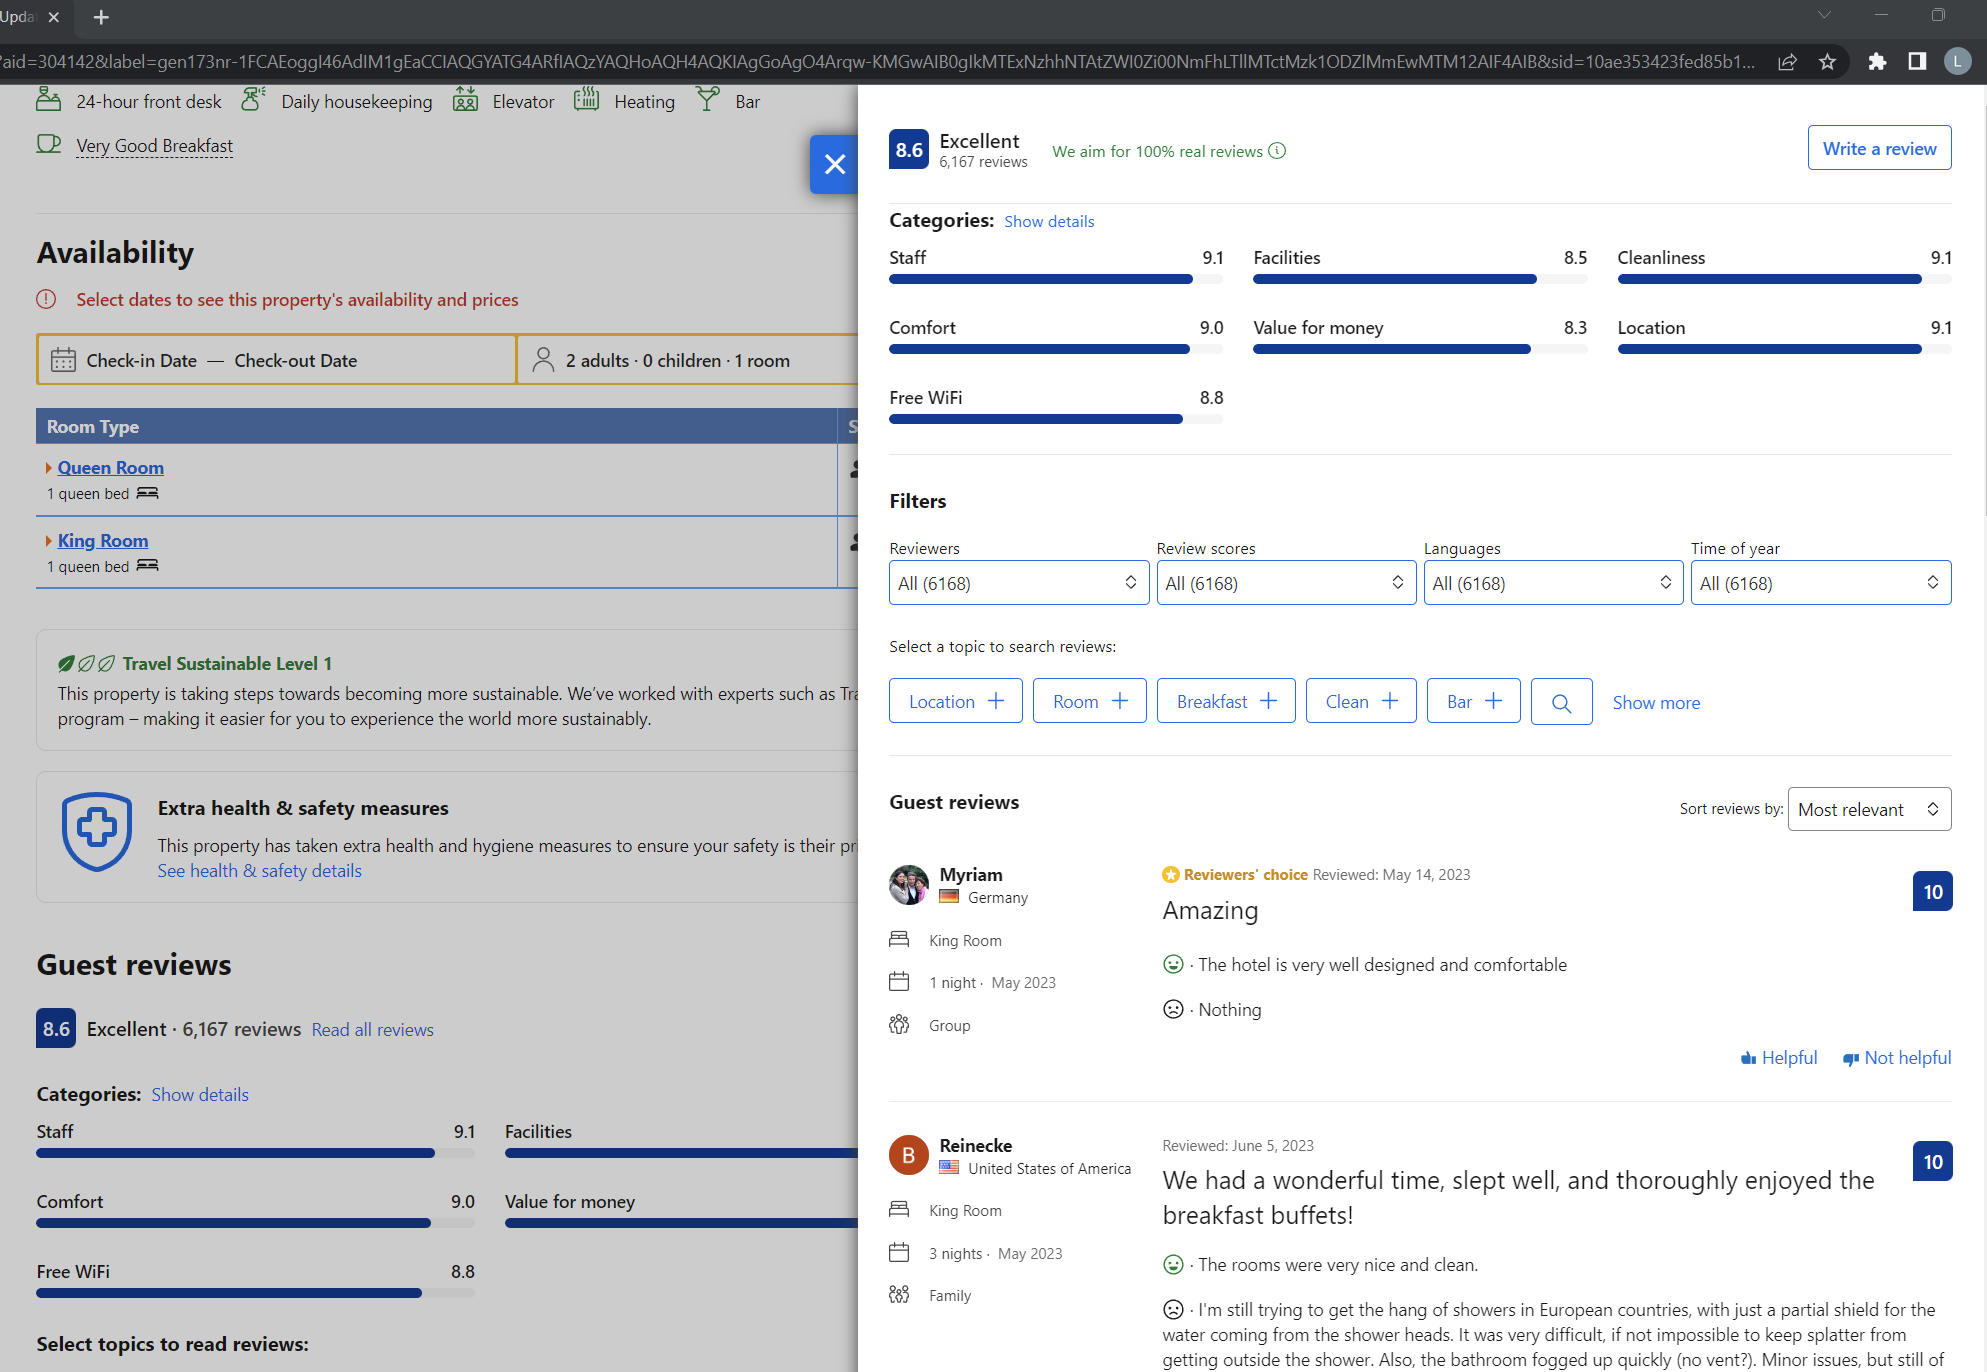 Upda
?aid=304142&label=gen173nr-1FCAEoggI46AdIM1gEaCCIAQGYATG4ARfIAQzYAQHoAQH4AQKIAgGoAgO4Arqw-KMGwAIB0gIkMTExNzhhNTAtZWI0Zi00NmFhLTllMTctMzk1ODZlMmEwMTM12AIF4AIB&sid=10ae353423fed85b1...
L
24-hour front desk Daily housekeeping Elevator Heating Bar
Very Good Breakfast
Availability
Select dates to see this property's availability and prices
Check-in Date — Check-out Date
2 adults · 0 children · 1 room
Room Type
S
Queen Room
1 queen bed
King Room
1 queen bed
Travel Sustainable Level 1
This property is taking steps towards becoming more sustainable. We've worked with experts such as Tra
program – making it easier for you to experience the world more sustainably.
Extra health & safety measures
This property has taken extra health and hygiene measures to ensure your safety is their pri
See health & safety details
Guest reviews
8.6 Excellent · 6,167 reviews Read all reviews
Categories: Show details
Staff 9.1
Facilities
Comfort 9.0
Value for money
Free WiFi 8.8
Select topics to read reviews:
8.6
Excellent
6,167 reviews
We aim for 100% real reviews
Write a review
Categories: Show details
Staff 9.1
Facilities 8.5
Cleanliness 9.1
Comfort 9.0
Value for money 8.3
Location 9.1
Free WiFi 8.8
Filters
Reviewers
Review scores
Languages
Time of year
All (6168)
All (6168)
All (6168)
All (6168)
Select a topic to search reviews:
Location
Room
Breakfast
Clean
Bar
Show more
Guest reviews
Sort reviews by: Most relevant
Myriam
Germany
King Room
1 night · May 2023
Group
Reviewers' choice Reviewed: May 14, 2023
10
Amazing
· The hotel is very well designed and comfortable
· Nothing
Helpful
Not helpful
B
Reinecke
United States of America
King Room
3 nights · May 2023
Family
Reviewed: June 5, 2023
10
We had a wonderful time, slept well, and thoroughly enjoyed the
breakfast buffets!
· The rooms were very nice and clean.
· I'm still trying to get the hang of showers in European countries, with just a partial shield for the
water coming from the shower heads. It was very difficult, if not impossible to keep splatter from
getting outside the shower. Also, the bathroom fogged up quickly (no vent?). Minor issues, but still of